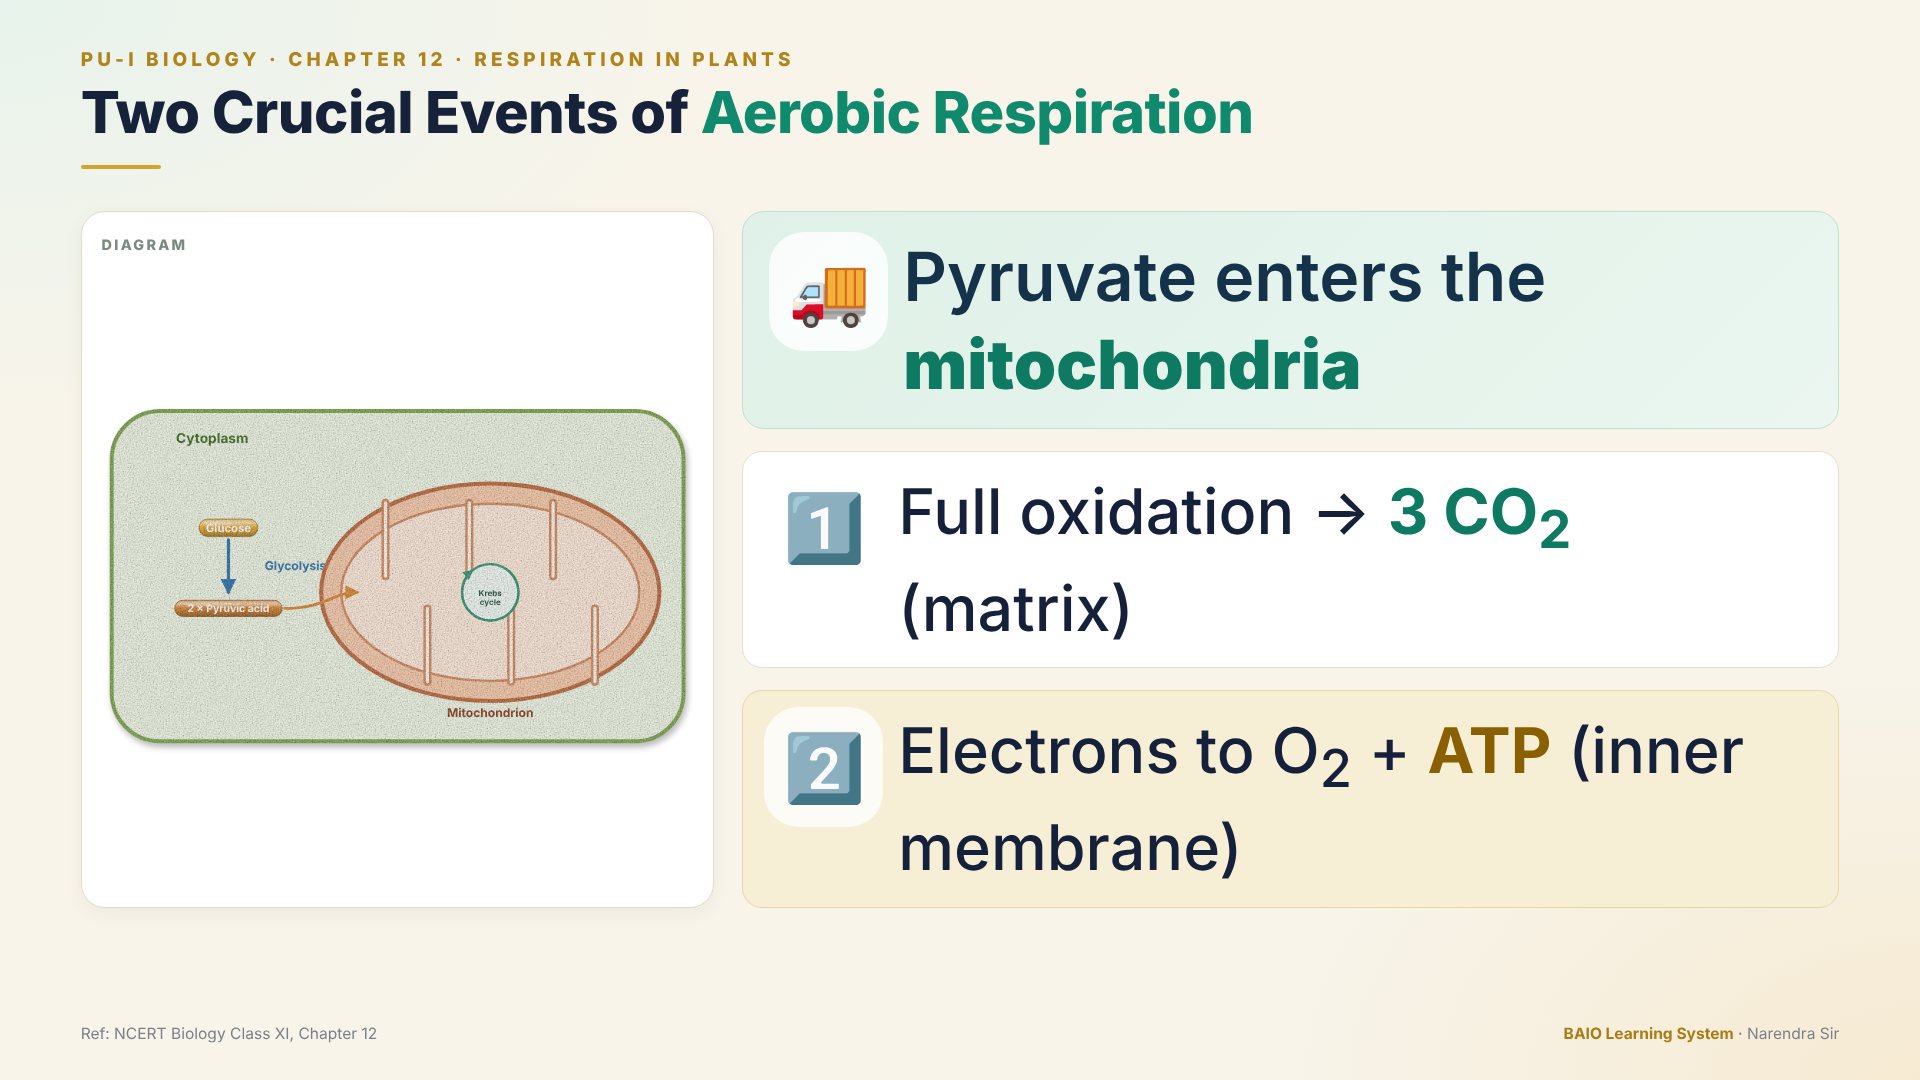 PU-I BIOLOGY · CHAPTER 12 · RESPIRATION IN PLANTS
Two Crucial Events of Aerobic Respiration
DIAGRAM
Cytoplasm
Glucose
Glycolysis
2 × Pyruvic acid
Krebs
cycle
Mitochondrion
Pyruvate enters the
mitochondria
1
Full oxidation → 3 CO₂
(matrix)
2
Electrons to O₂ + ATP (inner
membrane)
Ref: NCERT Biology Class XI, Chapter 12
BAIO Learning System · Narendra Sir